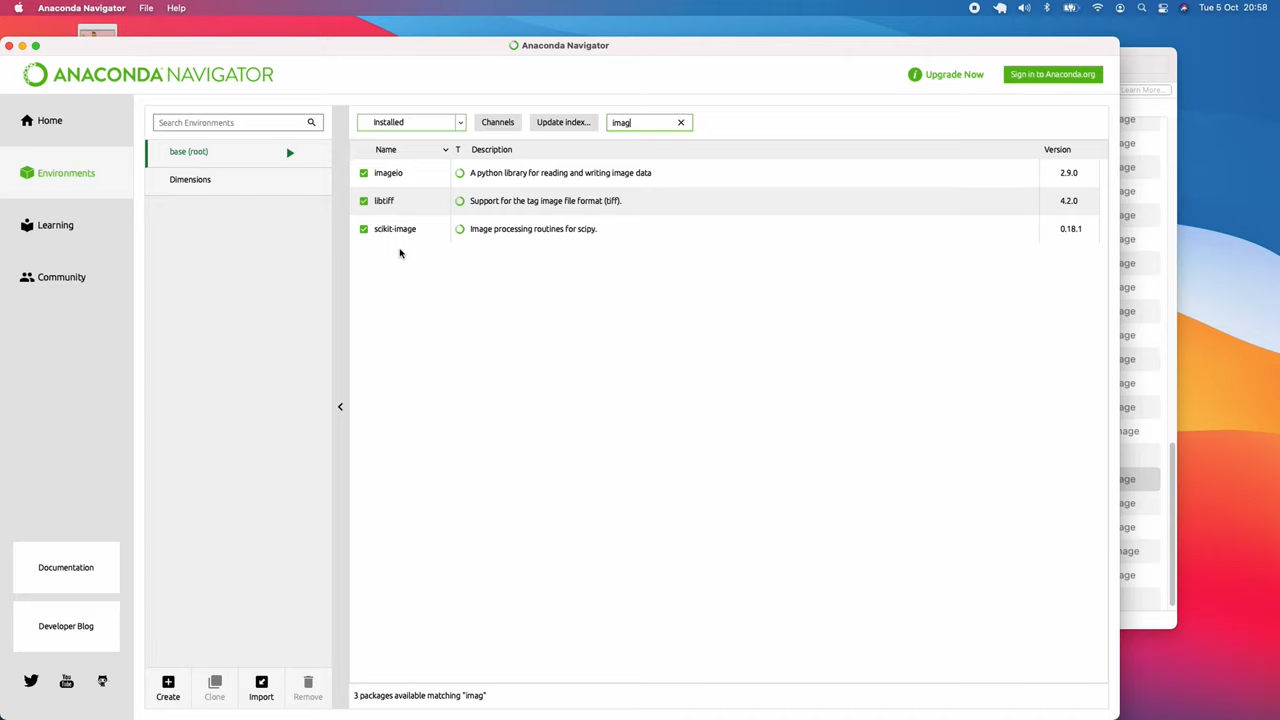 Anaconda Navigator File Help Tue 5 Oct 20:58
Anaconda Navigator
ANACONDA NAVIGATOR
Upgrade Now
Sign in to Anaconda.org
Learn More...
Home
Environments
Learning
Community
Documentation
Developer Blog
Search Environments
base (root)
Dimensions
Create
Clone
Import
Remove
Installed
Channels
Update index...
imag
Name T Description Version
imageio A python library for reading and writing image data 2.9.0
libtiff Support for the tag image file format (tiff). 4.2.0
scikit-image Image processing routines for scipy. 0.18.1
3 packages available matching "imag"